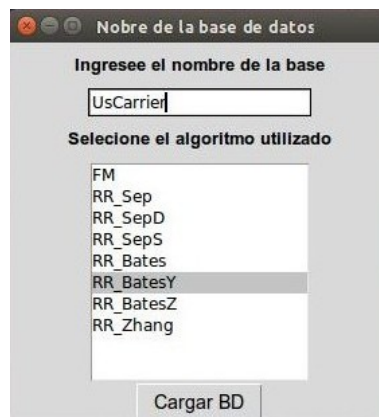 Nobre de la base de datos
Ingresee el nombre de la base
UsCarrier
Selecione el algoritmo utilizado
FM
RR_Sep
RR_SepD
RR_SepS
RR_Bates
RR_BatesY
RR_BatesZ
RR_Zhang
Cargar BD